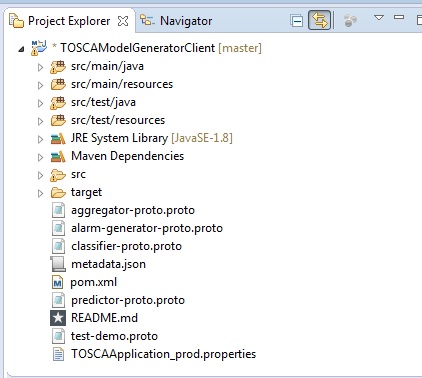 Project Explorer Navigator
* TOSCAModelGeneratorClient [master]
src/main/java
src/main/resources
src/test/java
src/test/resources
JRE System Library [JavaSE-1.8]
Maven Dependencies
src
target
aggregator-proto.proto
alarm-generator-proto.proto
classifier-proto.proto
metadata.json
pom.xml
predictor-proto.proto
README.md
test-demo.proto
TOSCAApplication_prod.properties